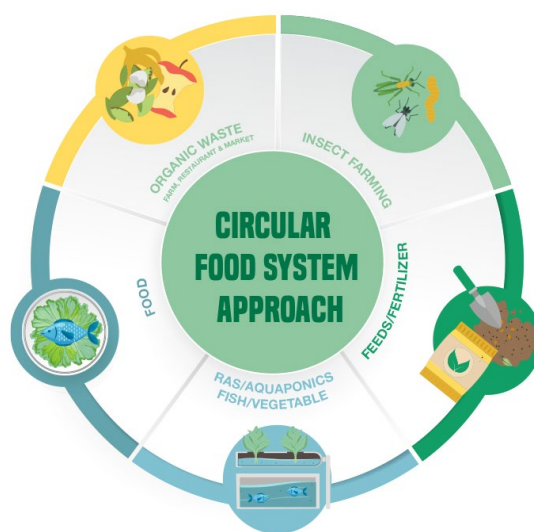 CIRCULAR
FOOD SYSTEM
APPROACH
ORGANIC WASTE
FARM, RESTAURANT & MARKET
INSECT FARMING
FEEDS/FERTILIZER
RAS/AQUAPONICS
FISH/VEGETABLE
FOOD